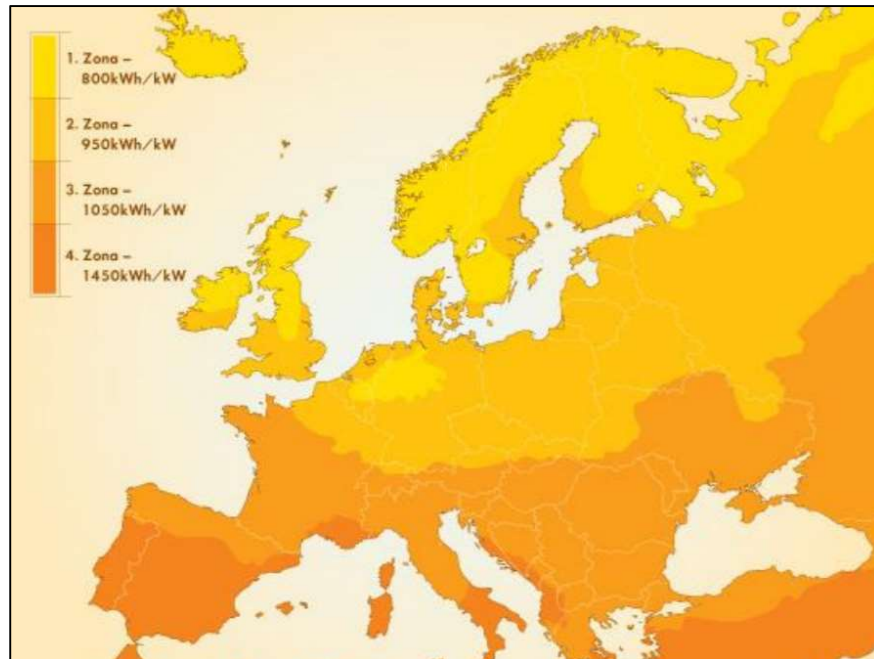 1. Zona –
800kWh/kW
2. Zona –
950kWh/kW
3. Zona –
1050kWh/kW
4. Zona –
1450kWh/kW